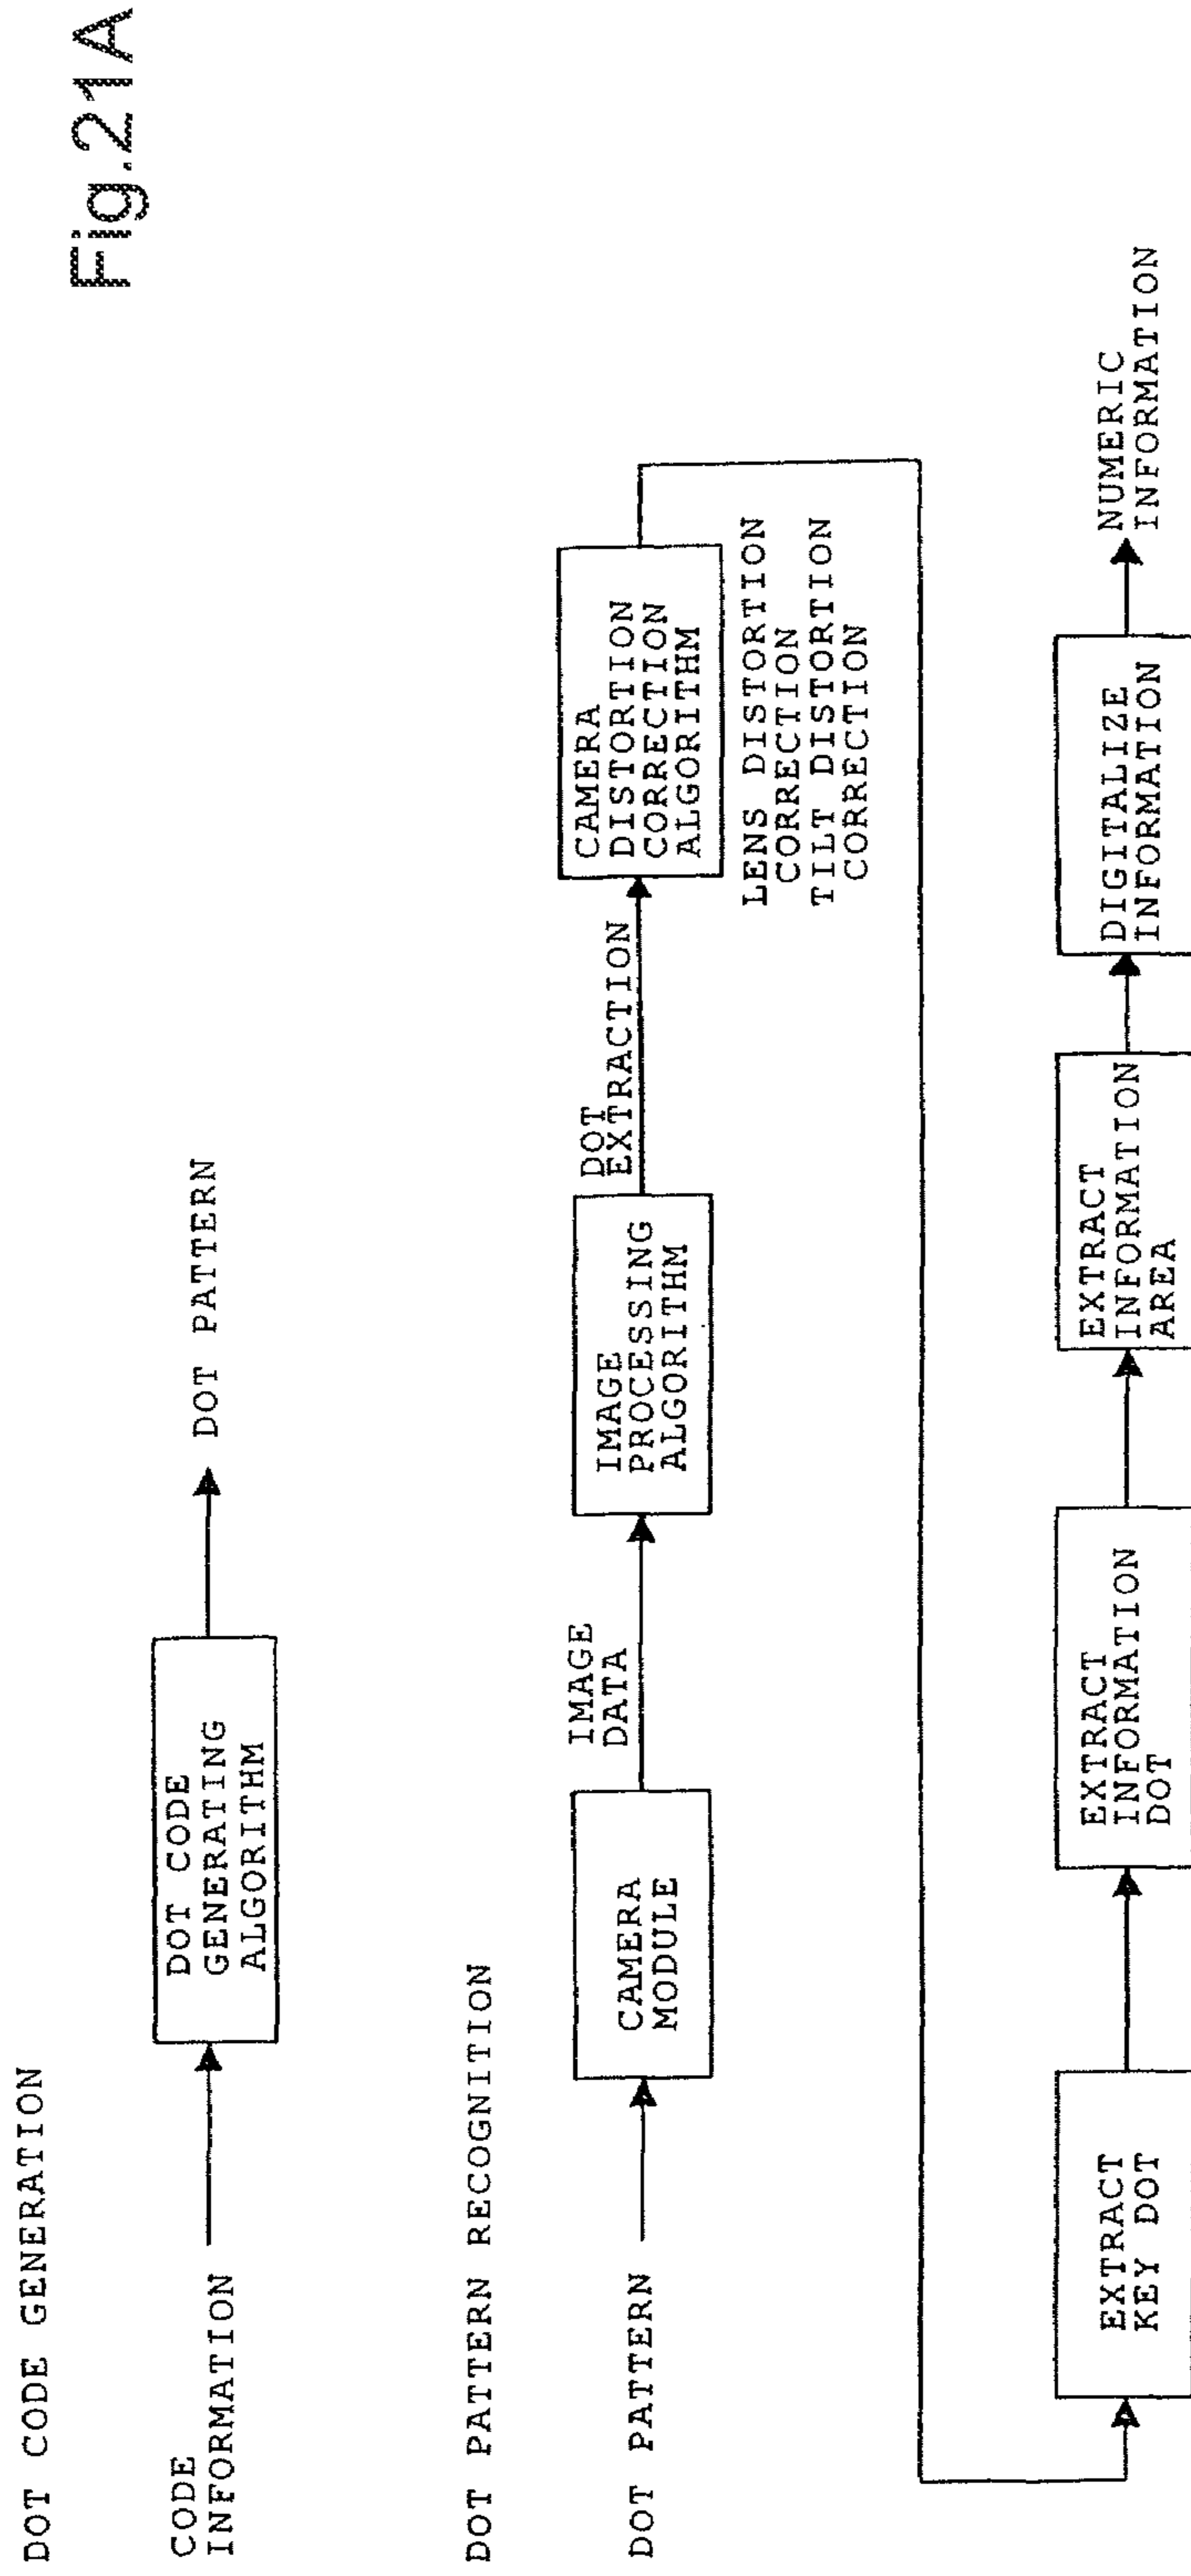 Fig.21A
DOT CODE GENERATION
CODE
INFORMATION
DOT CODE
GENERATING
ALGORITHM
DOT PATTERN
DOT PATTERN RECOGNITION
DOT PATTERN
CAMERA
MODULE
IMAGE
DATA
IMAGE
PROCESSING
ALGORITHM
DOT
EXTRACTION
CAMERA
DISTORTION
CORRECTION
ALGORITHM
LENS DISTORTION
CORRECTION
TILT DISTORTION
CORRECTION
EXTRACT
KEY DOT
EXTRACT
INFORMATION
DOT
EXTRACT
INFORMATION
AREA
DIGITALIZE
INFORMATION
NUMERIC
INFORMATION